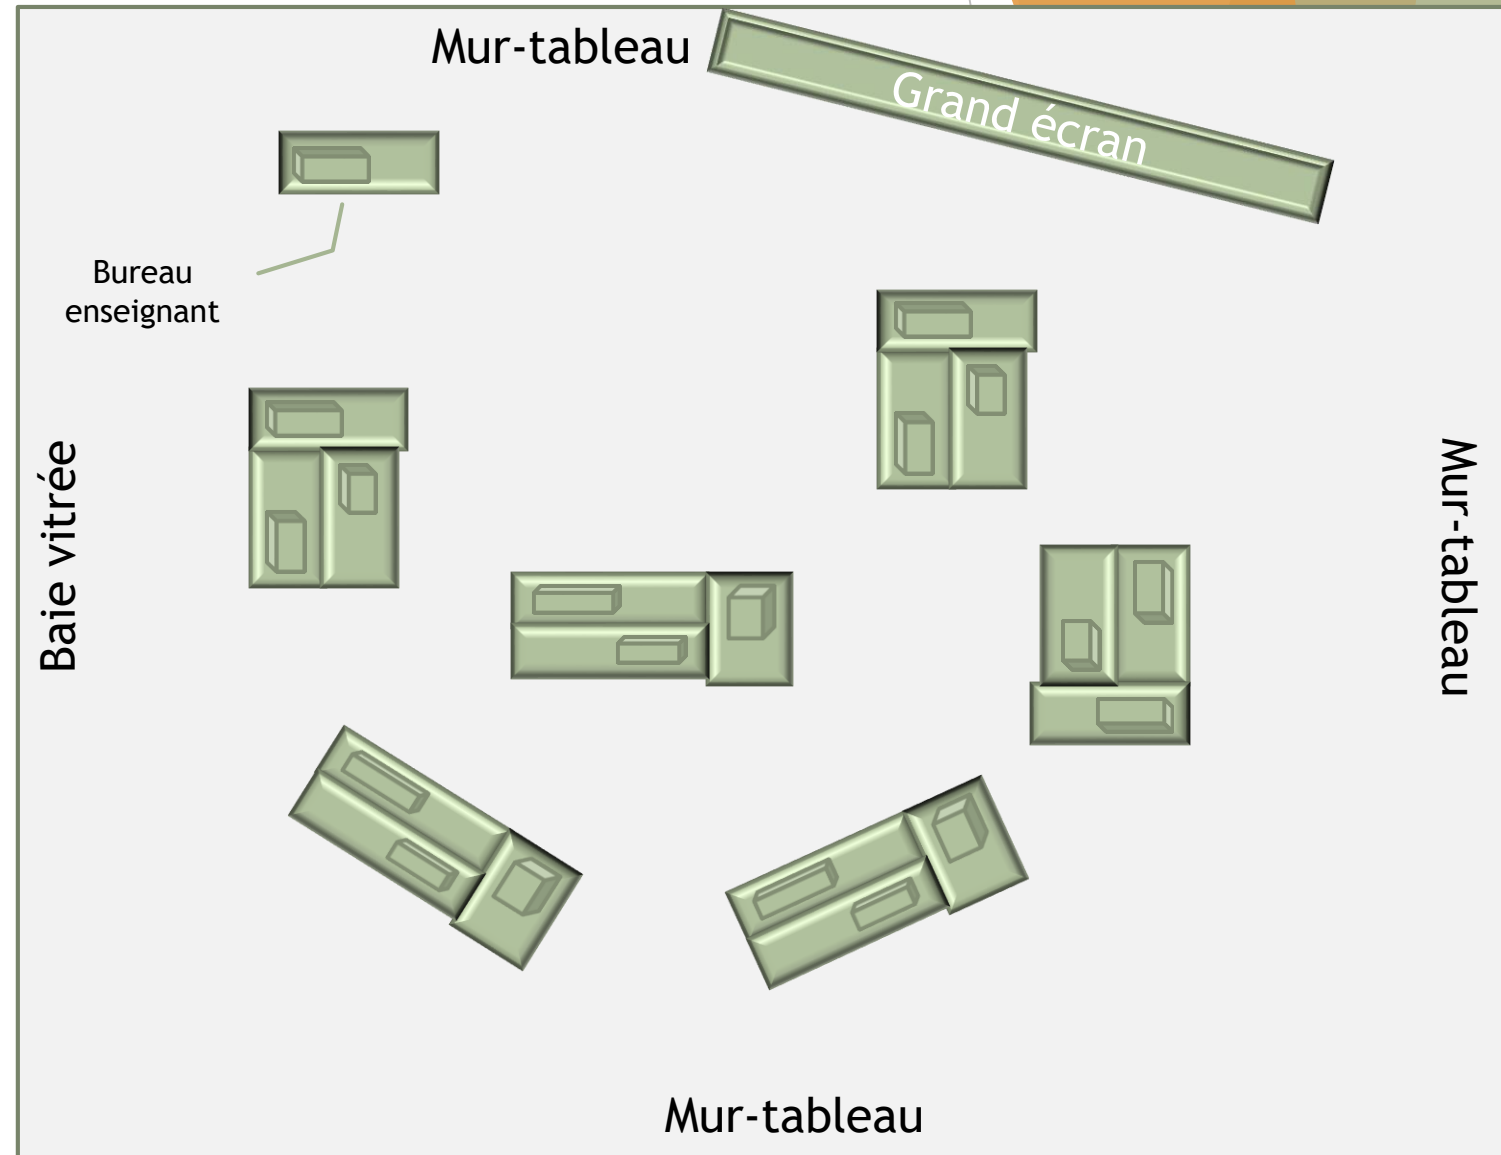 Mur-tableau
Grand écran
Bureau
enseignant
Baie vitrée
Mur-tableau
Mur-tableau